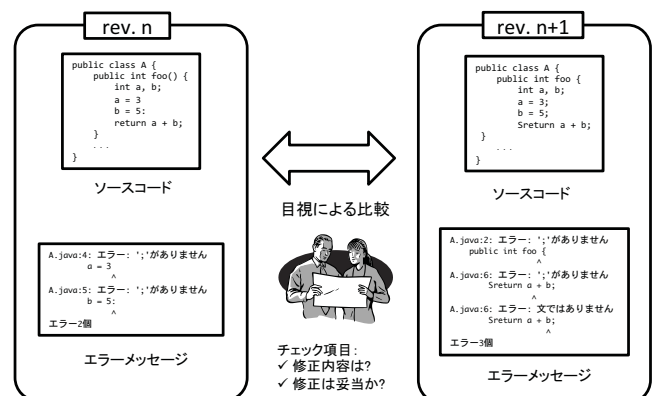 rev. n
public class A {
public int foo() {
int a, b;
a = 3
b = 5:
return a + b;
}
...
}
ソースコード
A.java:4: エラー: ';'がありません
a = 3
^
A.java:5: エラー: ';'がありません
b = 5:
^
エラー2個
エラーメッセージ
目視による比較
チェック項目:
✓ 修正内容は?
✓ 修正は妥当か?
rev. n+1
public class A {
public int foo {
int a, b;
a = 3;
b = 5;
Sreturn a + b;
}
...
}
ソースコード
A.java:2: エラー: ';'がありません
public int foo {
^
A.java:6: エラー: ';'がありません
Sreturn a + b;
^
A.java:6: エラー: 文ではありません
Sreturn a + b;
^
エラー3個
エラーメッセージ